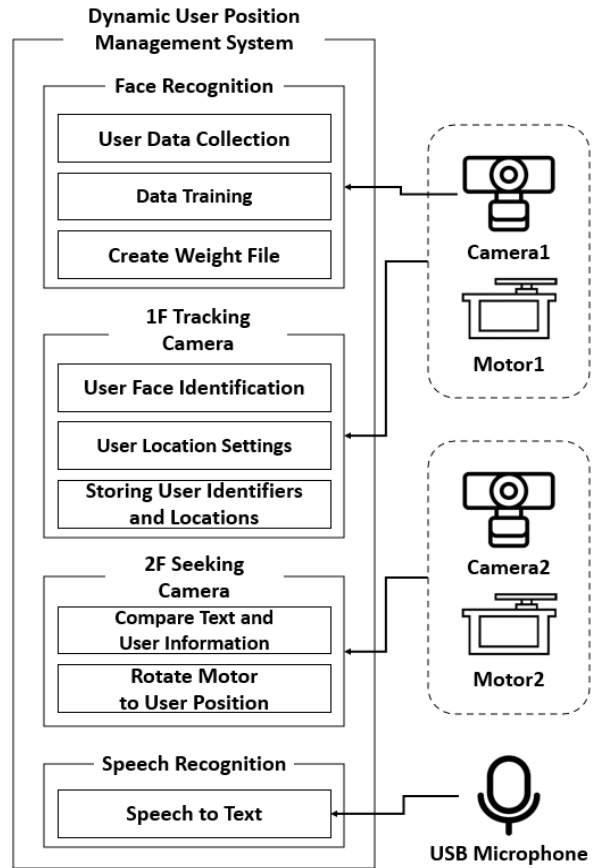 Dynamic User Position
Management System
Face Recognition
User Data Collection
Data Training
Create Weight File
1F Tracking
Camera
User Face Identification
User Location Settings
Storing User Identifiers
and Locations
2F Seeking
Camera
Compare Text and
User Information
Rotate Motor
to User Position
Speech Recognition
Speech to Text
Camera1
Motor1
Camera2
Motor2
USB Microphone